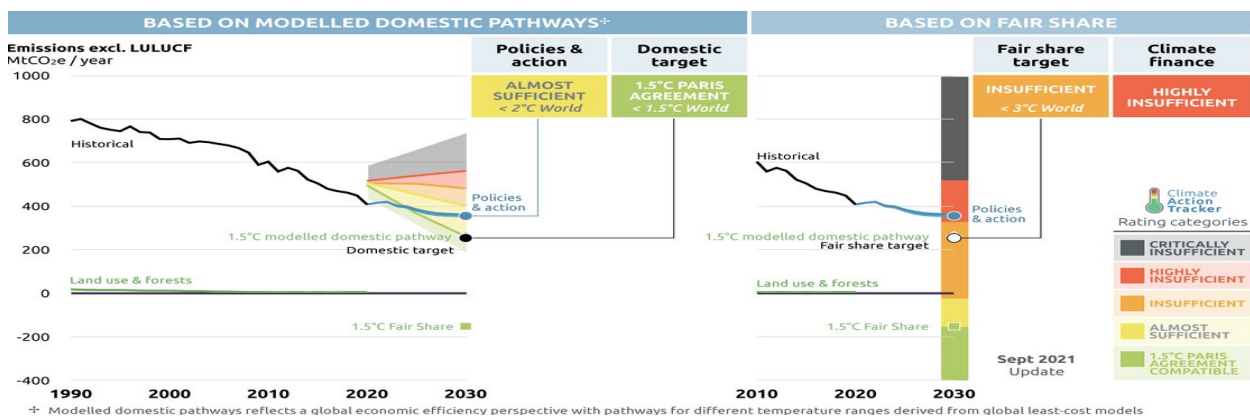 BASED ON MODELLED DOMESTIC PATHWAYS⊹
BASED ON FAIR SHARE
Emissions excl. LULUCF
MtCO₂e / year
Policies &
action
Domestic
target
Fair share
target
Climate
finance
ALMOST
SUFFICIENT
< 2°C World
1.5°C PARIS
AGREEMENT
< 1.5°C World
INSUFFICIENT
< 3°C World
HIGHLY
INSUFFICIENT
1000
800
600
400
200
0
-200
-400
Historical
Policies
& action
1.5°C modelled domestic pathway
Domestic target
Land use & forests
1.5°C Fair Share
1990
2000
2010
2020
2030
Historical
Policies
& action
1.5°C modelled domestic pathway
Fair share target
Land use & forests
1.5°C Fair Share
2010
2020
2030
Sept 2021
Update
Climate
Action
Tracker
Rating categories
CRITICALLY
INSUFFICIENT
HIGHLY
INSUFFICIENT
INSUFFICIENT
ALMOST
SUFFICIENT
1.5°C PARIS
AGREEMENT
COMPATIBLE
⊹ Modelled domestic pathways reflects a global economic efficiency perspective with pathways for different temperature ranges derived from global least-cost models